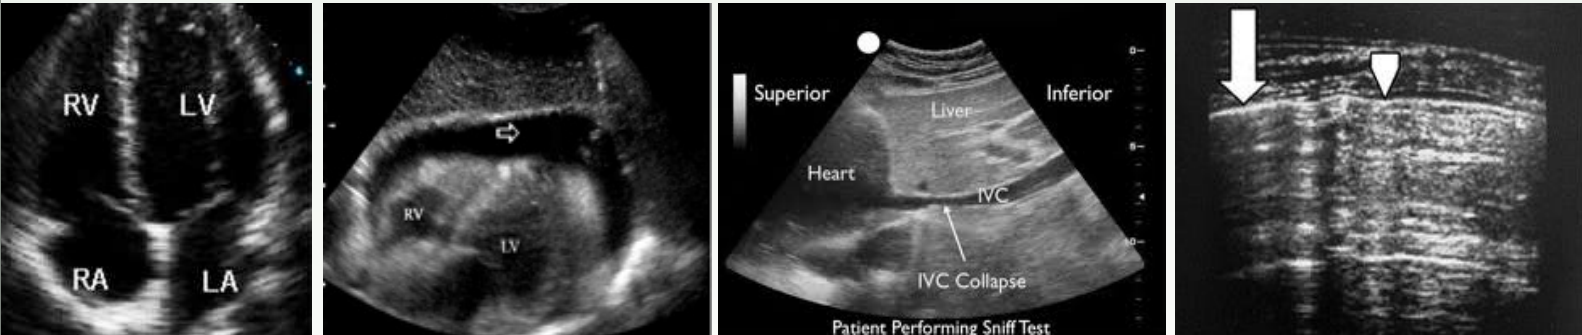 RV LV
RA LA
RV
LV
Superior
Inferior
Liver
Heart
IVC
IVC Collapse
Patient Performing Sniff Test